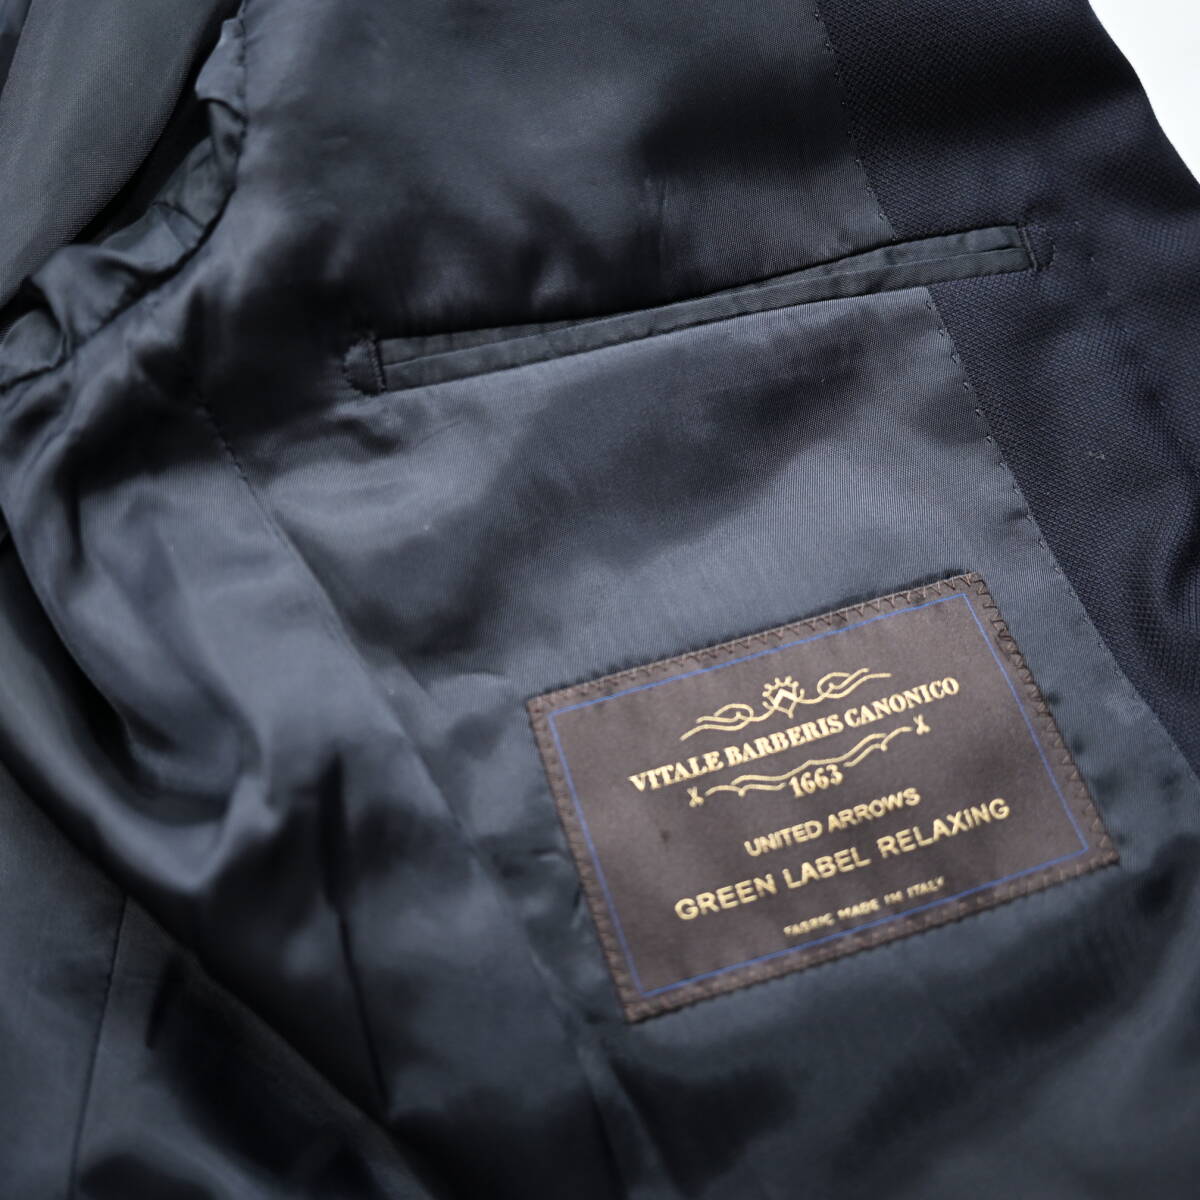 VITALE BARBERIS CANONICO
1663
UNITED ARROWS
GREEN LABEL RELAXING
FABRIC MADE IN ITALY